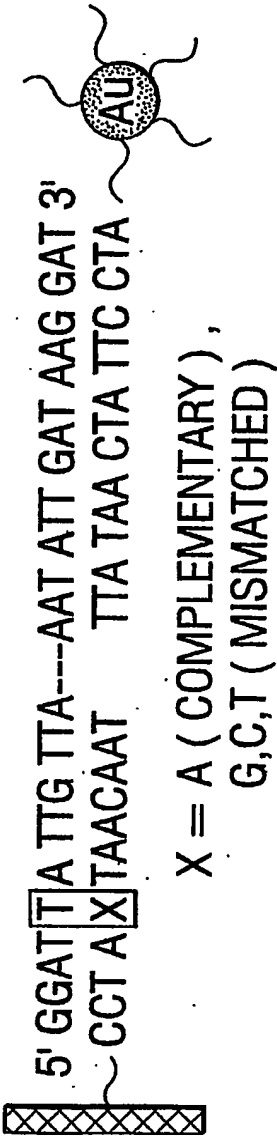 5' GGATTA TTG TTA---AAT ATT GAT AAG GAT 3'
CCT A X TAACAAT TTA TAA CTA TTC CTA
Au
X = A ( COMPLEMENTARY ) ,
G,C,T ( MISMATCHED )